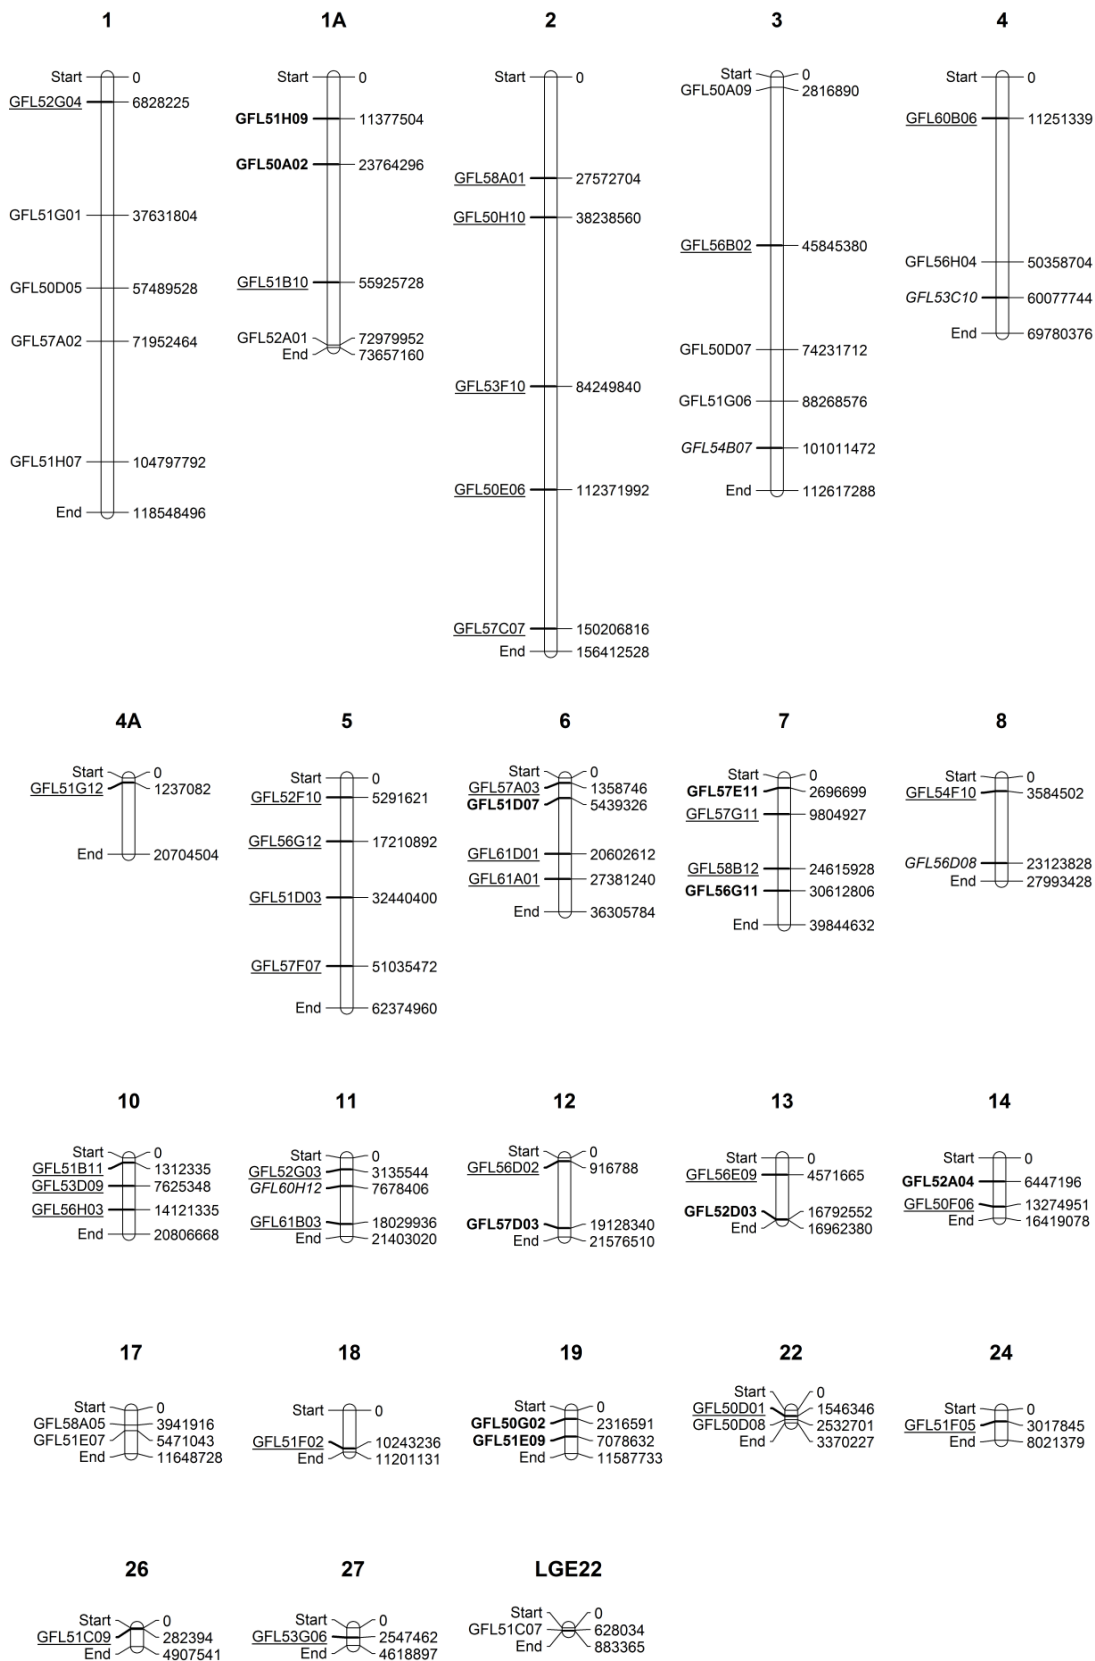 1
Start 0
GFL52G04 6828225
GFL51G01 37631804
GFL50D05 57489528
GFL57A02 71952464
GFL51H07 104797792
End 118548496
1A
Start 0
GFL51H09 11377504
GFL50A02 23764296
GFL51B10 55925728
GFL52A01 72979952
End 73657160
2
Start 0
GFL58A01 27572704
GFL50H10 38238560
GFL53F10 84249840
GFL50E06 112371992
GFL57C07 150206816
End 156412528
3
Start 0
GFL50A09 2816890
GFL56B02 45845380
GFL50D07 74231712
GFL51G06 88268576
GFL54B07 101011472
End 112617288
4
Start 0
GFL60B06 11251339
GFL56H04 50358704
GFL53C10 60077744
End 69780376
4A
Start 0
GFL51G12 1237082
End 20704504
5
Start 0
GFL52F10 5291621
GFL56G12 17210892
GFL51D03 32440400
GFL57F07 51035472
End 62374960
6
Start 0
GFL57A03 1358746
GFL51D07 5439326
GFL61D01 20602612
GFL61A01 27381240
End 36305784
7
Start 0
GFL57E11 2696699
GFL57G11 9804927
GFL58B12 24615928
GFL56G11 30612806
End 39844632
8
Start 0
GFL54F10 3584502
GFL56D08 23123828
End 27993428
10
Start 0
GFL51B11 1312335
GFL53D09 7625348
GFL56H03 14121335
End 20806668
11
Start 0
GFL52G03 3135544
GFL60H12 7678406
GFL61B03 18029936
End 21403020
12
Start 0
GFL56D02 916788
GFL57D03 19128340
End 21576510
13
Start 0
GFL56E09 4571665
GFL52D03 16792552
End 16962380
14
Start 0
GFL52A04 6447196
GFL50F06 13274951
End 16419078
17
Start 0
GFL58A05 3941916
GFL51E07 5471043
End 11648728
18
Start 0
GFL51F02 10243236
End 11201131
19
Start 0
GFL50G02 2316591
GFL51E09 7078632
End 11587733
22
Start 0
GFL50D01 1546346
GFL50D08 2532701
End 3370227
24
Start 0
GFL51F05 3017845
End 8021379
26
Start 0
GFL51C09 282394
End 4907541
27
Start 0
GFL53G06 2547462
End 4618897
LGE22
Start 0
GFL51C07 628034
End 883365